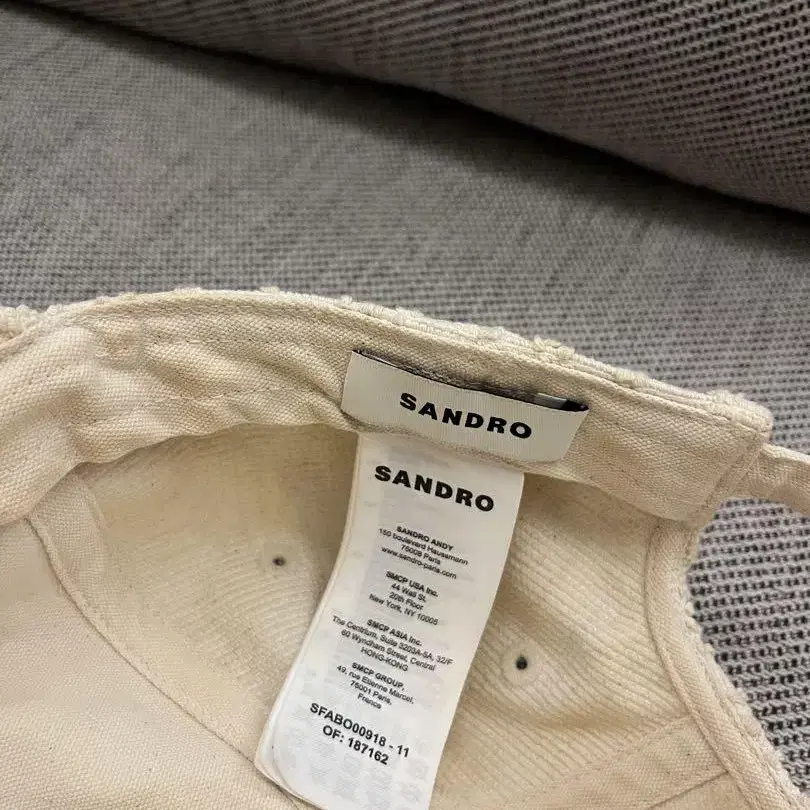 SANDRO
SANDRO
SANDRO ANDY
150 boulevard Haussmann
75008 Paris
www.sandro-paris.com
SMCP USA Inc.
44 Wall St,
20th Floor
New York, NY 10005
SMCP ASIA Inc.
The Centrium, Suite 3203A-5A, 32/F
60 Wyndham Street, Central
HONG-KONG
SMCP GROUP,
49, rue Etienne Marcel,
75001 Paris,
France
SFABO00918 - 11
OF: 187162